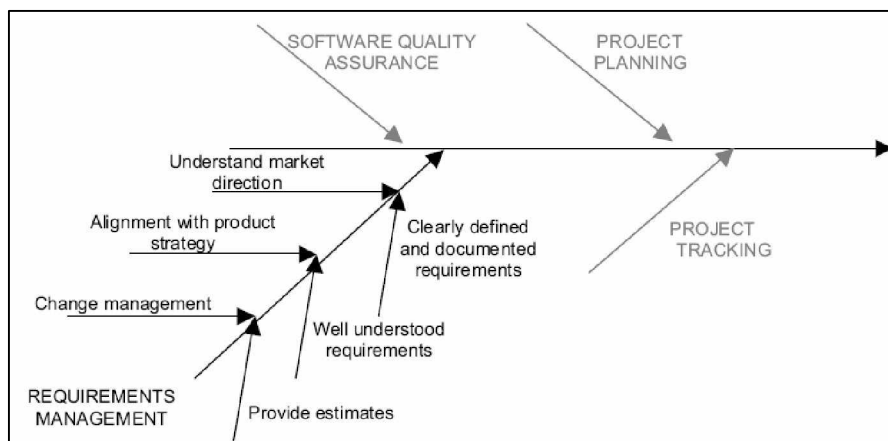 SOFTWARE QUALITY
ASSURANCE
PROJECT
PLANNING
Understand market
direction
Alignment with product
strategy
Clearly defined
and documented
requirements
PROJECT
TRACKING
Change management
Well understood
requirements
REQUIREMENTS
MANAGEMENT
Provide estimates